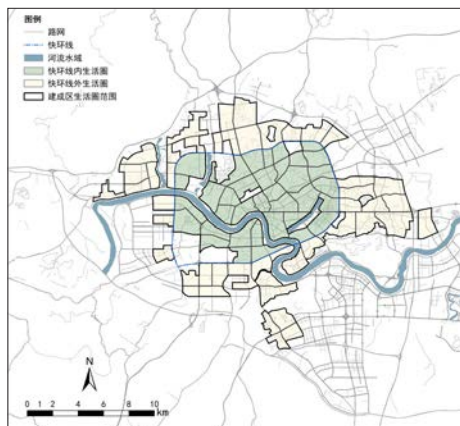 图例
路网
快环线
河流水域
快环线内生活圈
快环线外生活圈
建成区生活圈范围
N
0 1 2 4 6 8 10
km